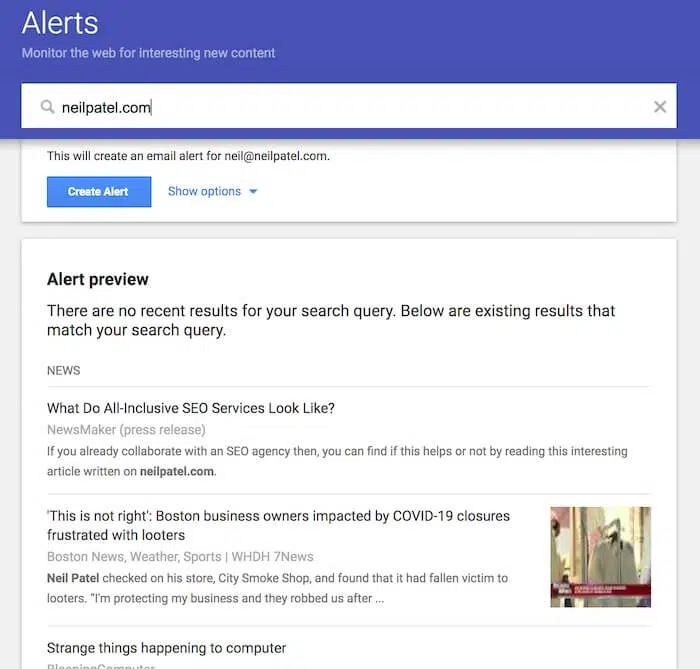 Alerts
Monitor the web for interesting new content
neilpatel.com
This will create an email alert for neil@neilpatel.com.
Create Alert
Show options
Alert preview
There are no recent results for your search query. Below are existing results that
match your search query.
NEWS
What Do All-Inclusive SEO Services Look Like?
NewsMaker (press release)
If you already collaborate with an SEO agency then, you can find if this helps or not by reading this interesting
article written on neilpatel.com.
'This is not right': Boston business owners impacted by COVID-19 closures
frustrated with looters
Boston News, Weather, Sports | WHDH 7News
Neil Patel checked on his store, City Smoke Shop, and found that it had fallen victim to
looters. "I'm protecting my business and they robbed us after ...
Strange things happening to computer
BleepingComputer